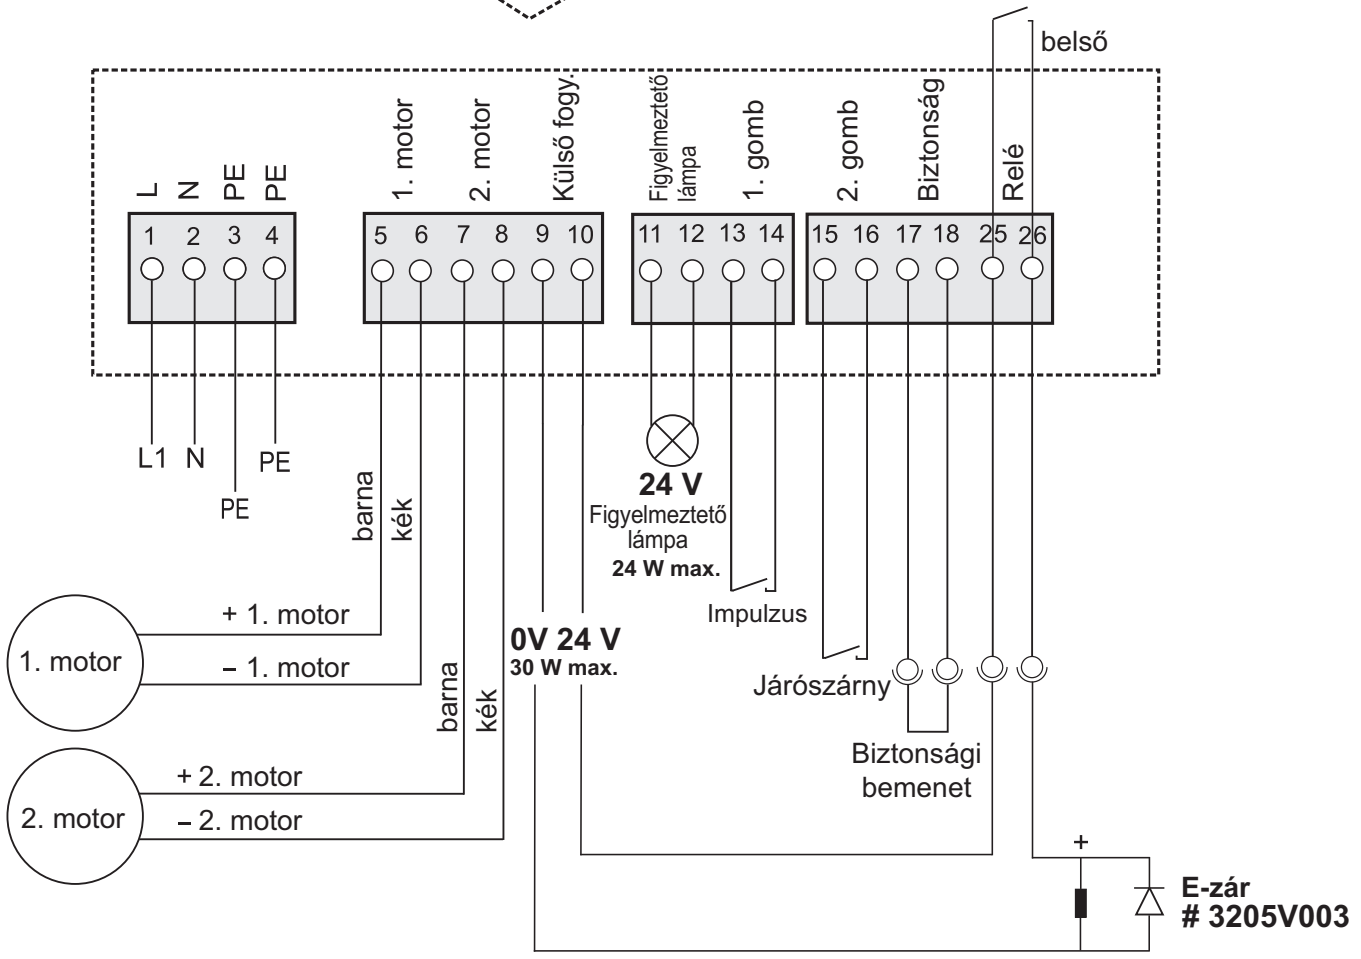 belső
L
N
PE
PE
1. motor
2. motor
Külső fogy.
Figyelmeztető
lámpa
1. gomb
2. gomb
Biztonság
Relé
1 2 3 4
5 6 7 8 9 10
11 12 13 14
15 16 17 18 25 26
L1 N PE
PE
barna
kék
24 V
Figyelmeztető
lámpa
24 W max.
Impulzus
1. motor
+ 1. motor
– 1. motor
0V 24 V
30 W max.
barna
kék
Járószárny
Biztonsági
bemenet
2. motor
+ 2. motor
– 2. motor
+
E-zár
# 3205V003